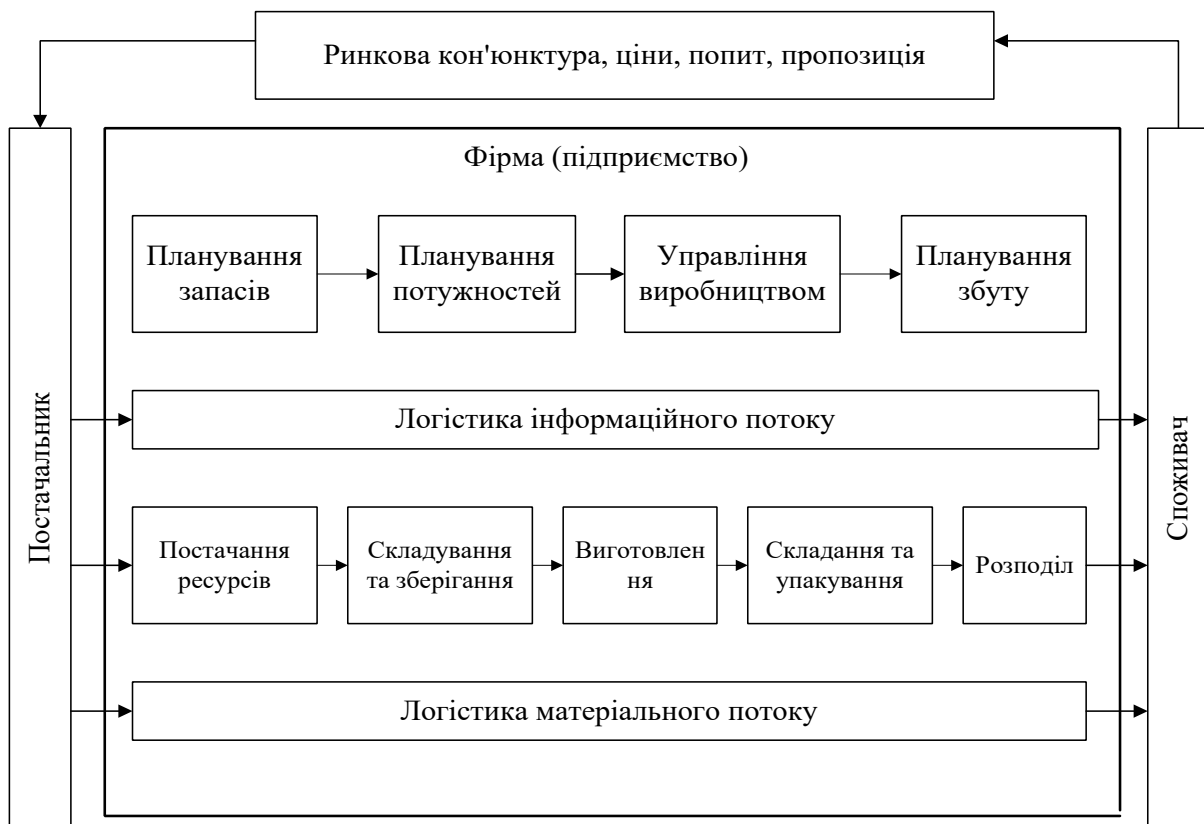 Ринкова кон'юнктура, ціни, попит, пропозиція
Фірма (підприємство)
Планування
запасів
Планування
потужностей
Управління
виробництвом
Планування
збуту
Постачальник
Логістика інформаційного потоку
Споживач
Постачання
ресурсів
Складування
та зберігання
Виготовлен
ня
Складання та
упакування
Розподіл
Логістика матеріального потоку